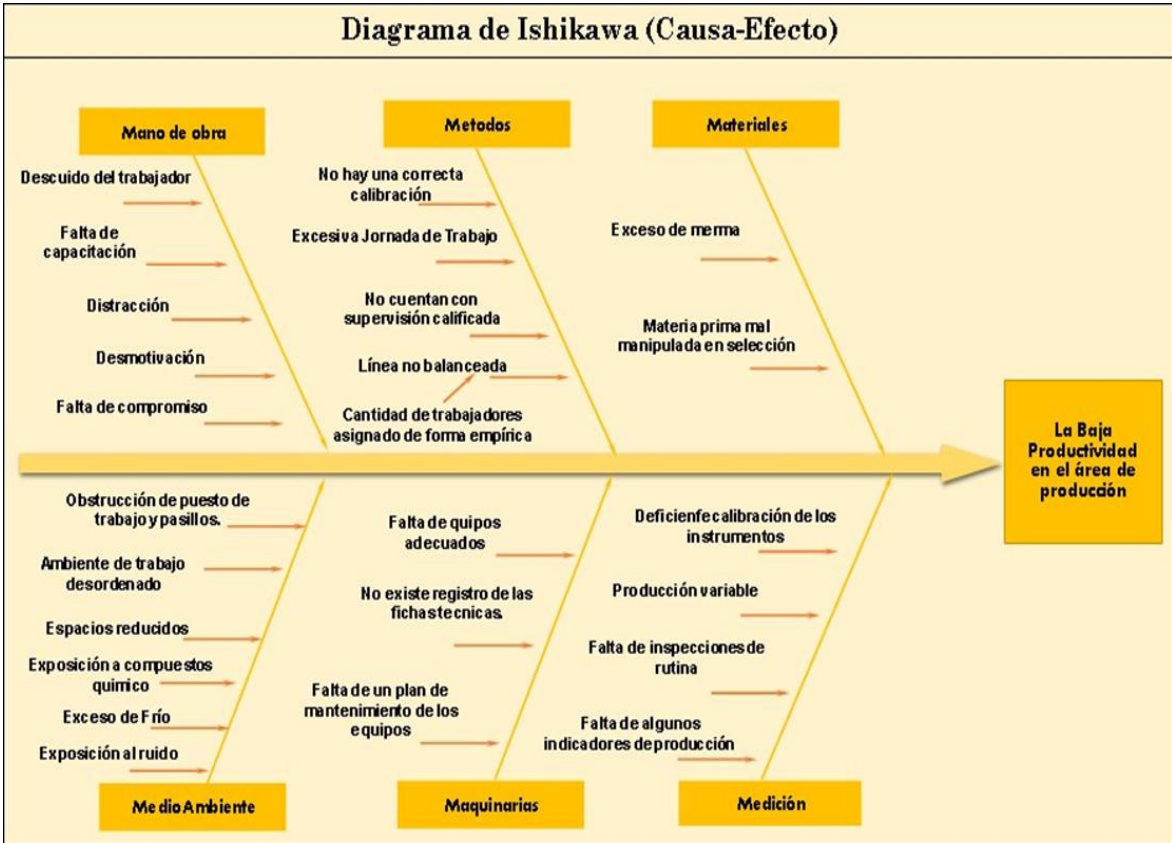 Diagrama de Ishikawa (Causa-Efecto)
Mano de obra
Descuido del trabajador
Falta de
capacitación
Distracción
Desmotivación
Falta de compromiso
Metodos
No hay una correcta
calibración
Excesiva Jornada de Trabajo
No cuentan con
supervisión calificada
Línea no balanceada
Cantidad de trabajadores
asignado de forma empírica
Materiales
Exceso de merma
Materia prima mal
manipulada en selección
La Baja
Productividad
en el área de
producción
Obstrucción de puesto de
trabajo y pasillos.
Ambiente de trabajo
desordenado
Espacios reducidos
Exposición a compuestos
quimico
Exceso de Frío
Exposición al ruido
Medio Ambiente
Falta de quipos
adecuados
No existe registro de las
fichas tecnicas.
Falta de un plan de
mantenimiento de los
equipos
Maquinarias
Deficienfe calibración de los
instrumentos
Producción variable
Falta de inspecciones de
rutina
Falta de algunos
indicadores de producción
Medición